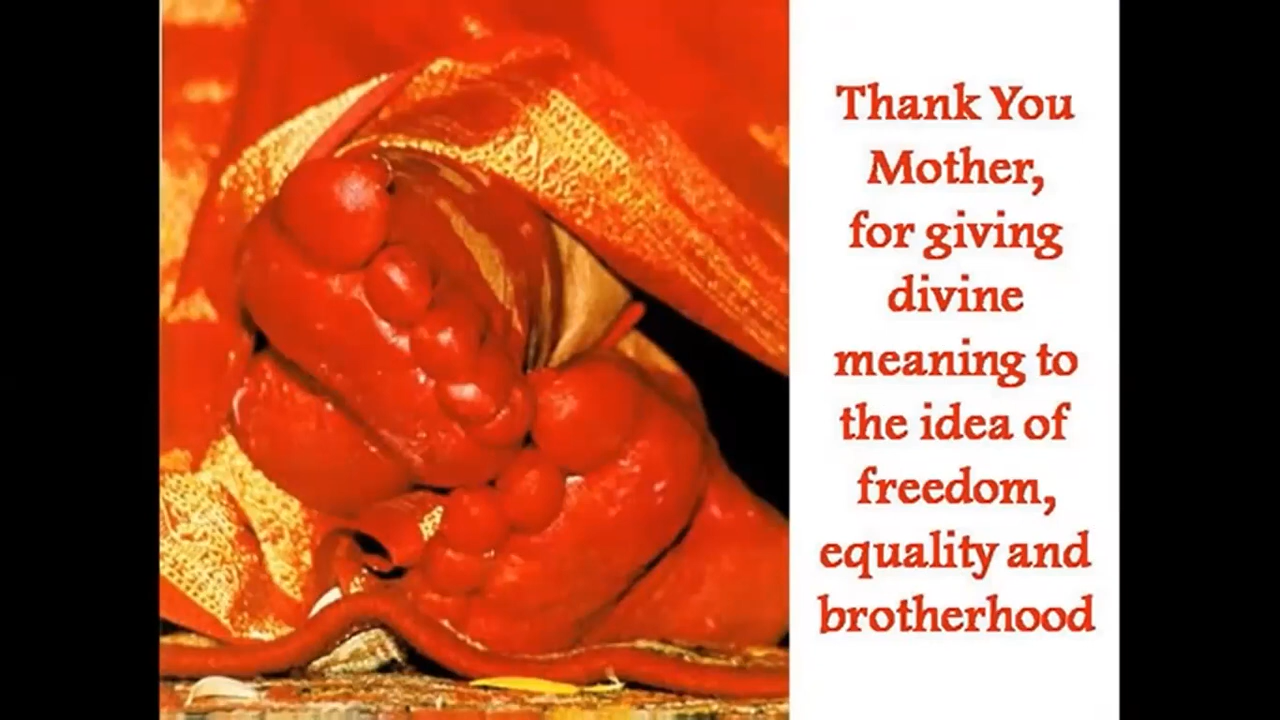 Thank You
Mother,
for giving
divine
meaning to
the idea of
freedom,
equality and
brotherhood